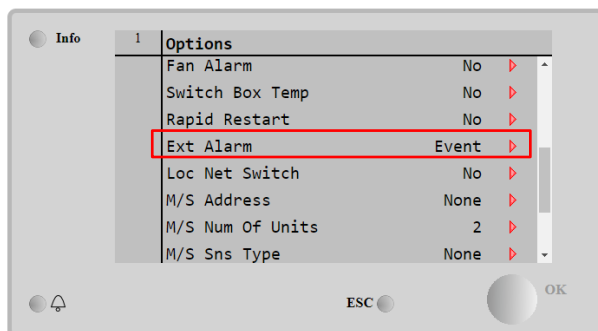 Info
1 Options
Fan Alarm No
Switch Box Temp No
Rapid Restart No
Ext Alarm Event
Loc Net Switch No
M/S Address None
M/S Num Of Units 2
M/S Sns Type None
ESC
OK